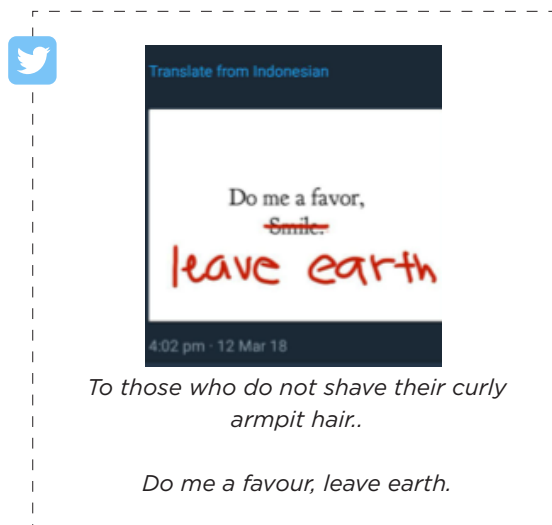 Translate from Indonesian
Do me a favor,
Smile.
leave earth
4:02 pm · 12 Mar 18
To those who do not shave their curly
armpit hair..
Do me a favour, leave earth.